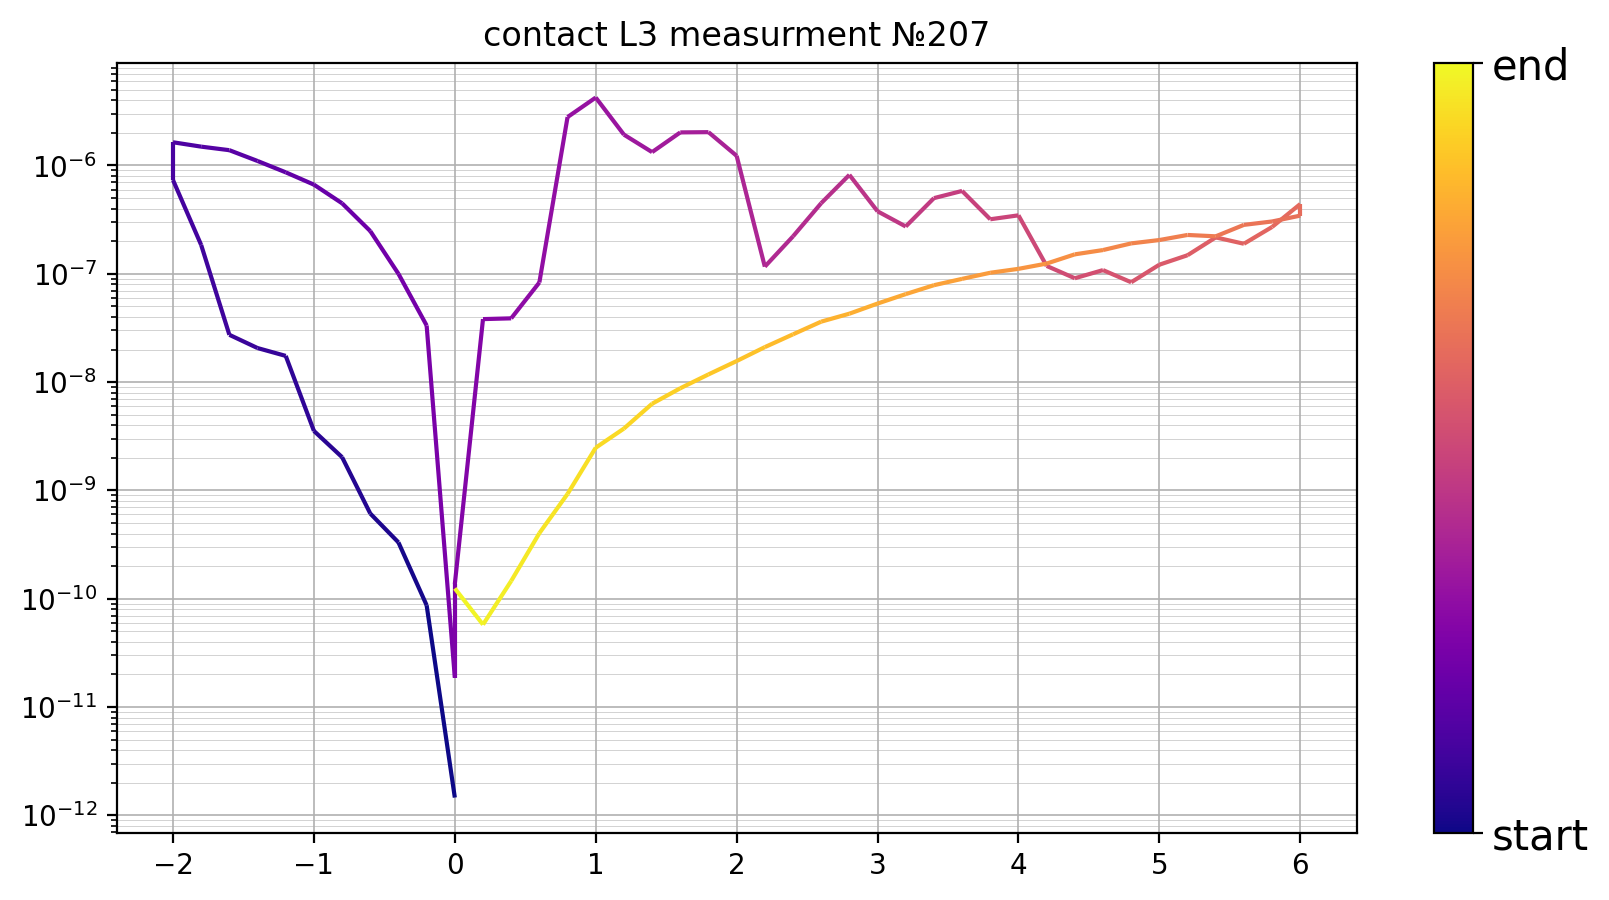 contact L3 measurment №207
end
10⁻⁶
10⁻⁷
10⁻⁸
10⁻⁹
10⁻¹⁰
10⁻¹¹
10⁻¹²
start
−2 −1 0 1 2 3 4 5 6